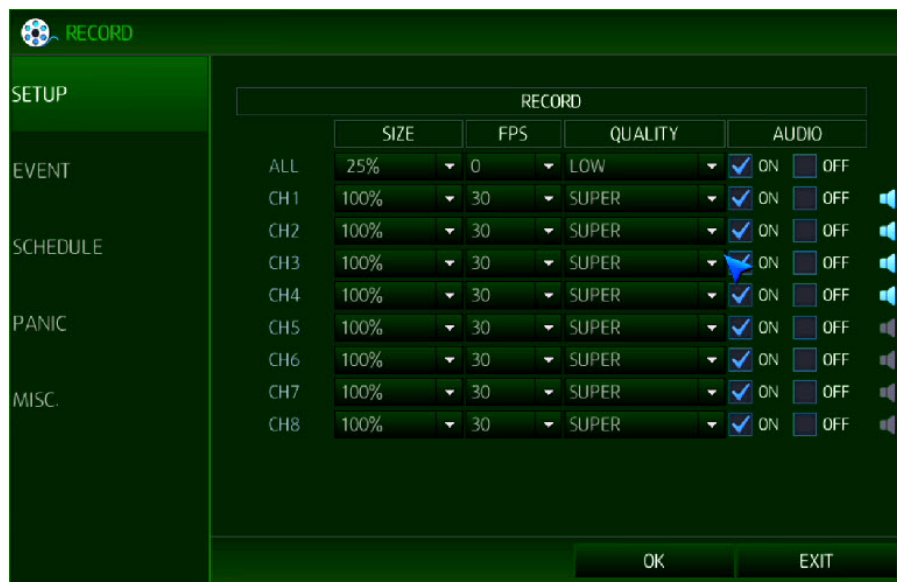 RECORD
SETUP
EVENT
SCHEDULE
PANIC
MISC.
RECORD
SIZE FPS QUALITY AUDIO
ALL 25% 0 LOW ON OFF
CH1 100% 30 SUPER ON OFF
CH2 100% 30 SUPER ON OFF
CH3 100% 30 SUPER ON OFF
CH4 100% 30 SUPER ON OFF
CH5 100% 30 SUPER ON OFF
CH6 100% 30 SUPER ON OFF
CH7 100% 30 SUPER ON OFF
CH8 100% 30 SUPER ON OFF
OK EXIT